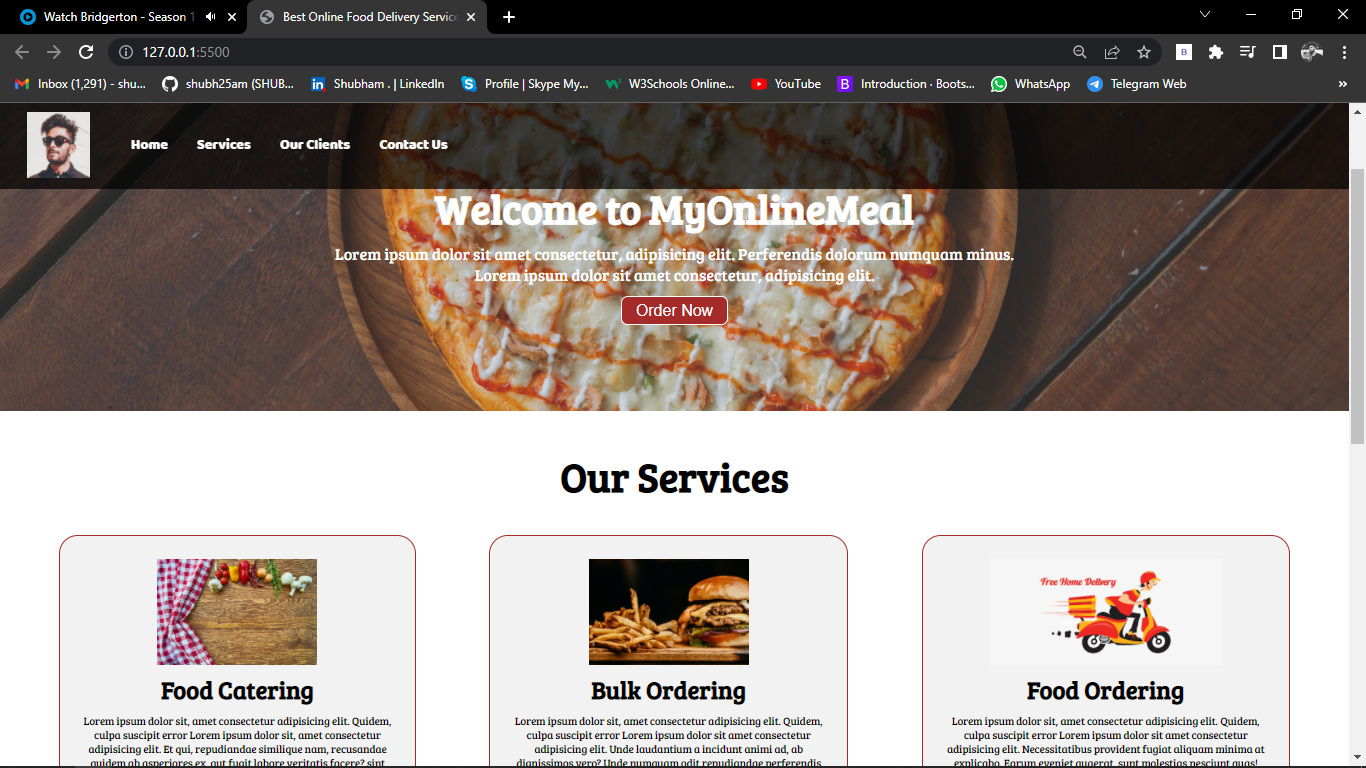 Watch Bridgerton - Season 1
Best Online Food Delivery Service
127.0.0.1:5500
Inbox (1,291) - shu...
shubh25am (SHUB...
Shubham . | LinkedIn
Profile | Skype My...
W3Schools Online...
YouTube
B
Introduction · Boots...
WhatsApp
Telegram Web
»
Home
Services
Our Clients
Contact Us
Welcome to MyOnlineMeal
Lorem ipsum dolor sit amet consectetur, adipisicing elit. Perferendis dolorum numquam minus.
Lorem ipsum dolor sit amet consectetur, adipisicing elit.
Order Now
Our Services
Free Home Delivery
Food Catering
Lorem ipsum dolor sit, amet consectetur adipisicing elit. Quidem,
culpa suscipit error Lorem ipsum dolor sit, amet consectetur
adipisicing elit. Et qui, repudiandae similique nam, recusandae
quidem ab asperiores ex, aut fugit labore veritatis facere? sint
Bulk Ordering
Lorem ipsum dolor sit, amet consectetur adipisicing elit. Quidem,
culpa suscipit error Lorem ipsum dolor sit, amet consectetur
adipisicing elit. Unde laudantium a incidunt animi ad, ab
dignissimos vero? Unde numquam odit repudiandae perferendis
Food Ordering
Lorem ipsum dolor sit, amet consectetur adipisicing elit. Quidem,
culpa suscipit error Lorem ipsum dolor sit, amet consectetur
adipisicing elit. Necessitatibus provident fugiat aliquam minima at
explicabo. Earum eveniet quaerat, sunt molestias nesciunt quas!